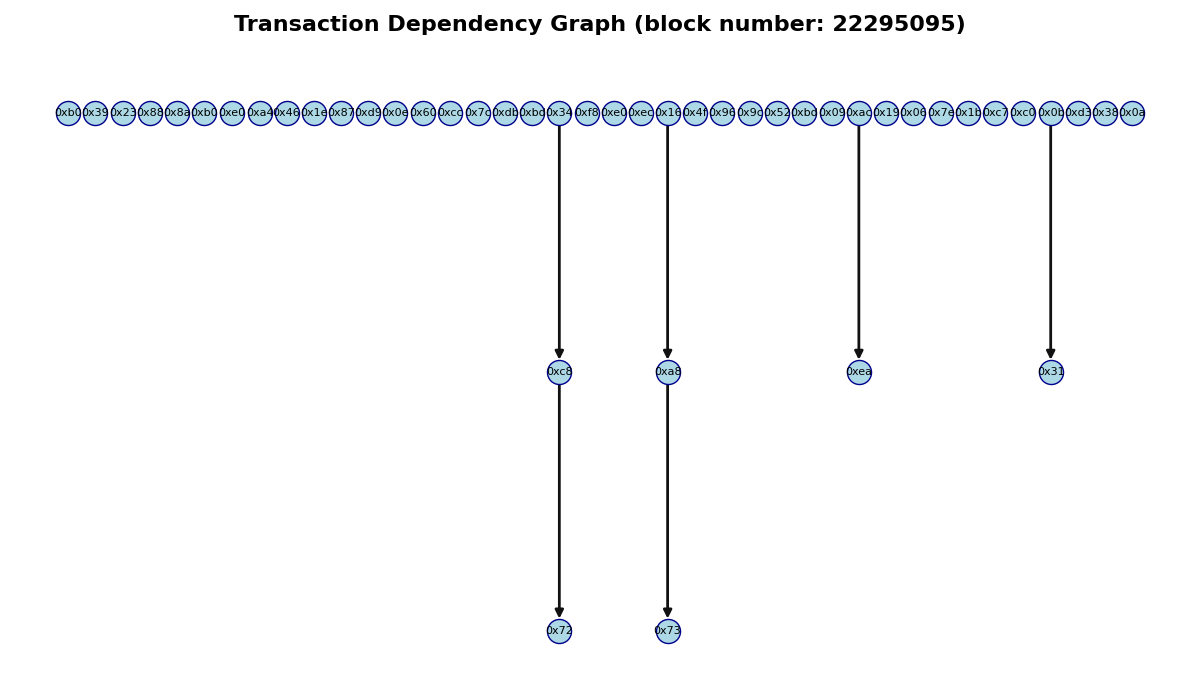 Transaction Dependency Graph (block number: 22295095)
0xb0 0x39 0x23 0x88 0x8a 0xb0 0xe0 0xa4 0x46 0x1e 0x87 0xd9 0x0e 0x60 0xcc 0x7c 0xdb 0xbd 0x34 0xf8 0xe0 0xec 0x16 0x4f 0x96 0x9c 0x52 0xbd 0x09 0xac 0x19 0x06 0x7e 0x1b 0xc7 0xc0 0x0b 0xd3 0x38 0x0a
0xc8 0xa8 0xea 0x31
0x72 0x73